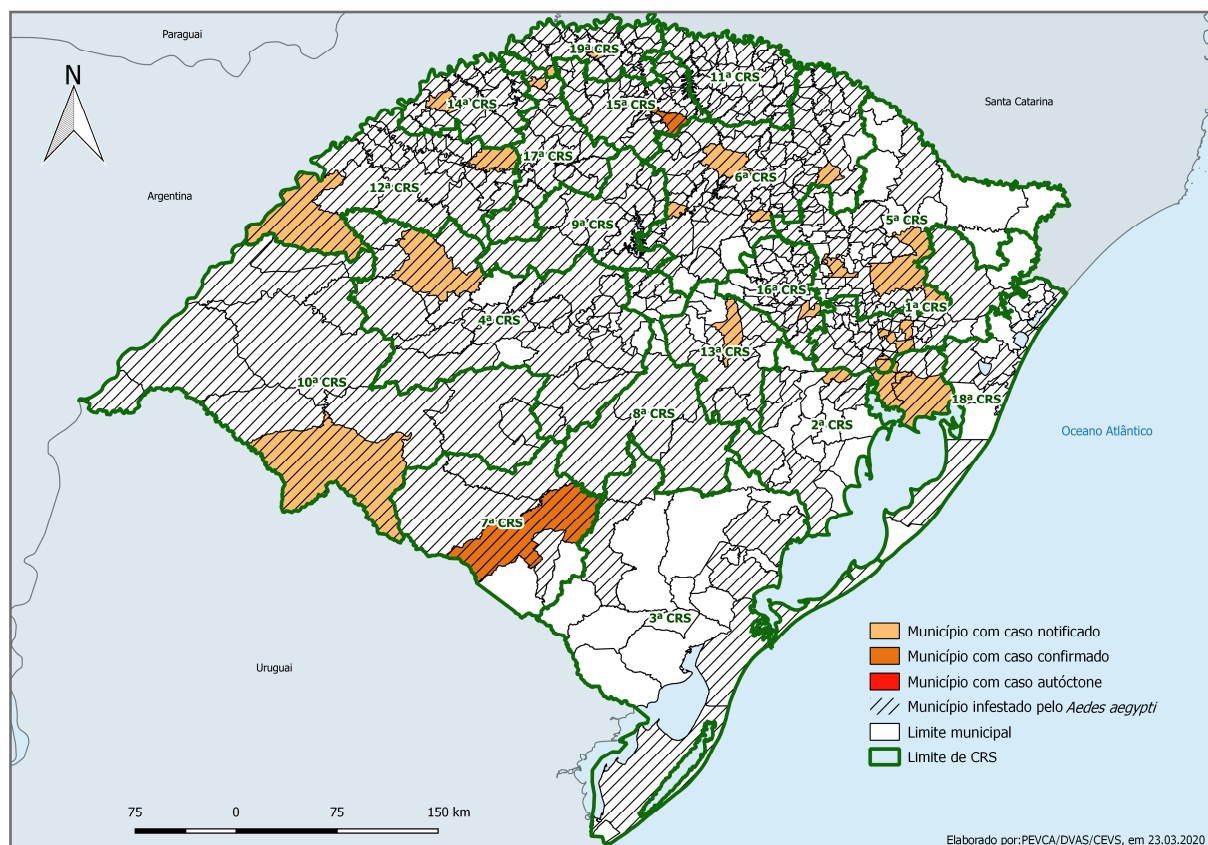 Paraguai
N
19ª CRS
11ª CRS
14ª CRS
15ª CRS
Santa Catarina
17ª CRS
6ª CRS
12ª CRS
Argentina
9ª CRS
5ª CRS
16ª CRS
1ª CRS
4ª CRS
13ª CRS
10ª CRS
8ª CRS
18ª CRS
2ª CRS
Oceano Atlântico
7ª CRS
3ª CRS
Uruguai
Município com caso notificado
Município com caso confirmado
Município com caso autóctone
Município infestado pelo Aedes aegypti
Limite municipal
Limite de CRS
75 0 75 150 km
Elaborado por:PEVCA/DVAS/CEVS, em 23.03.2020